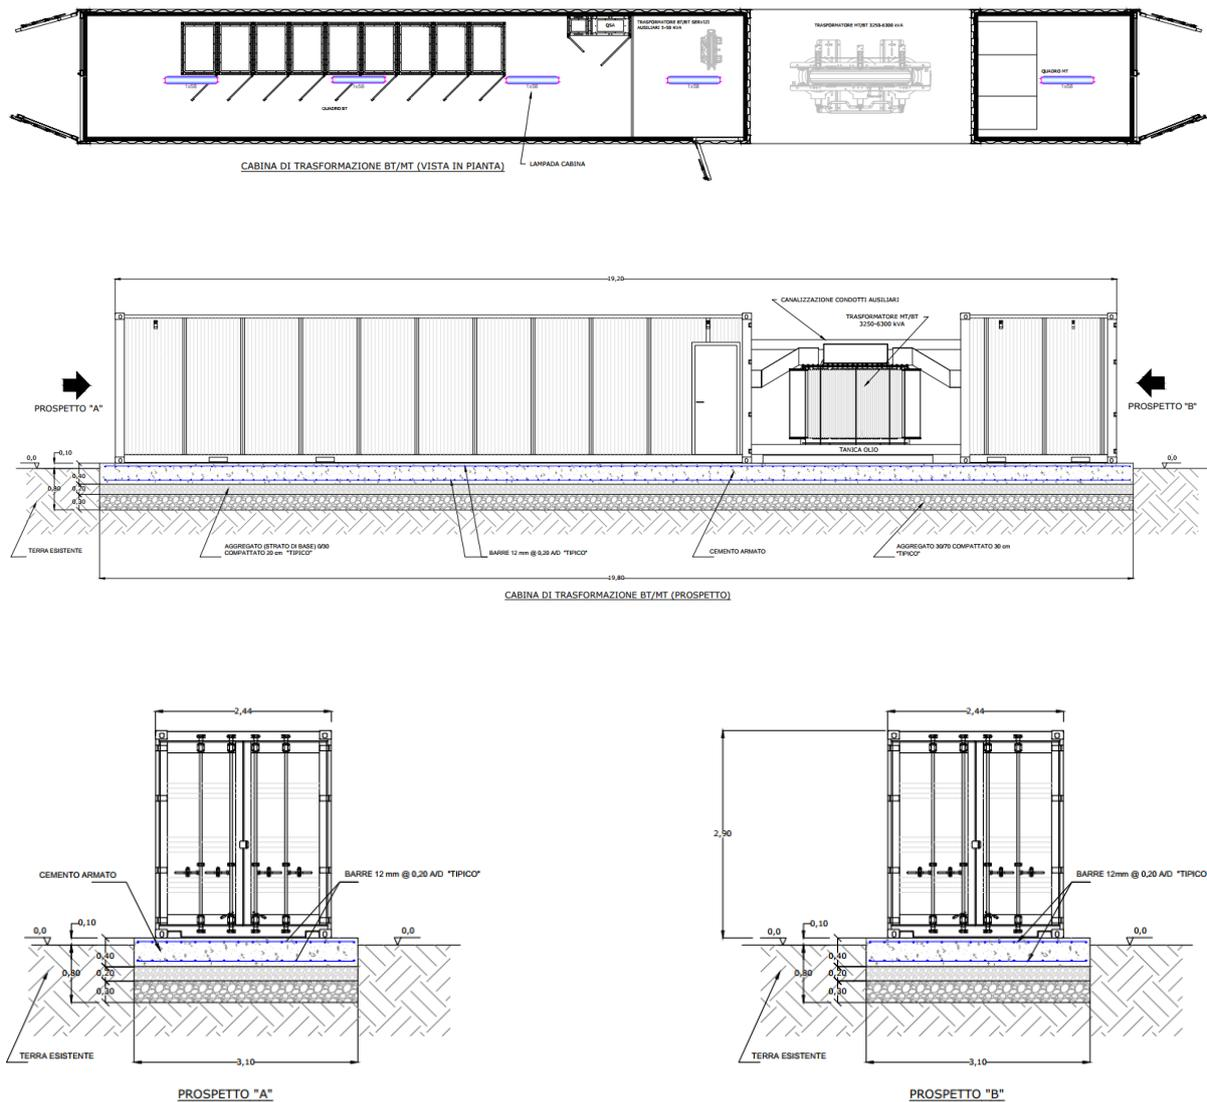 QSA
TRASFORMATORE BT/BT SERVIZI
AUSILIARI 5-50 kVA
TRASFORMATORE MT/BT 3250-6300 kVA
QUADRO MT
1x58
1x58
1x58
1x58
1x58
QUADRO BT
CABINA DI TRASFORMAZIONE BT/MT (VISTA IN PIANTA)
LAMPADA CABINA
19,20
CANALIZZAZIONE CONDOTTI AUSILIARI
TRASFORMATORE MT/BT
3250-6300 kVA
PROSPETTO "A"
PROSPETTO "B"
TANICA OLIO
0,10
0,0
0,0
0,40
0,80
0,20
0,30
TERRA ESISTENTE
AGGREGATO (STRATO DI BASE) 0/30
COMPATTATO 20 cm "TIPICO"
BARRE 12 mm @ 0,20 A/D "TIPICO"
CEMENTO ARMATO
AGGREGATO 30/70 COMPATTATO 30 cm
"TIPICO"
19,80
CABINA DI TRASFORMAZIONE BT/MT (PROSPETTO)
2,44
CEMENTO ARMATO
BARRE 12 mm @ 0,20 A/D "TIPICO"
0,0
0,10
0,0
0,40
0,80
0,20
0,30
TERRA ESISTENTE
3,10
PROSPETTO "A"
2,44
2,90
BARRE 12mm @ 0,20 A/D "TIPICO"
0,0
0,10
0,0
0,40
0,80
0,20
0,30
TERRA ESISTENTE
3,10
PROSPETTO "B"